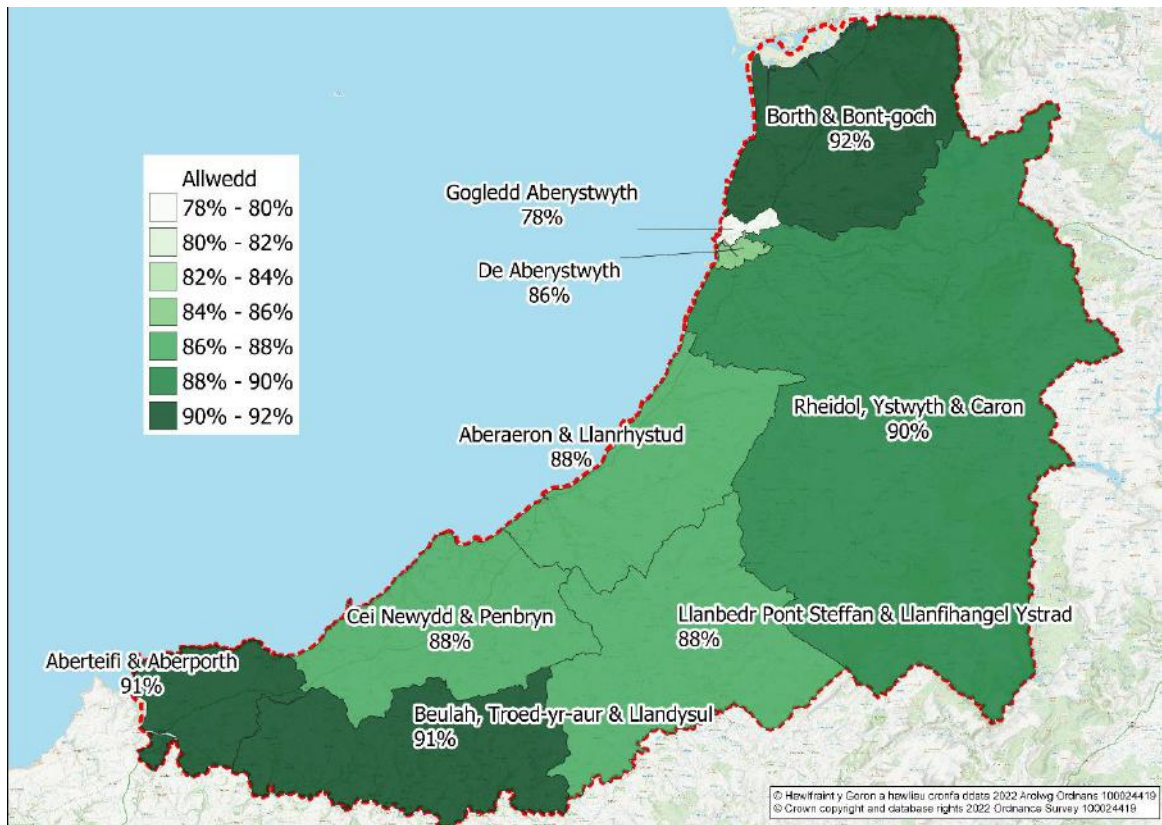 Borth & Bont-goch
92%
Allwedd
78% - 80%
80% - 82%
82% - 84%
84% - 86%
86% - 88%
88% - 90%
90% - 92%
Gogledd Aberystwyth
78%
De Aberystwyth
86%
Rheidol, Ystwyth & Caron
90%
Aberaeron & Llanrhystud
88%
Cei Newydd & Penbryn
88%
Llanbedr Pont Steffan & Llanfihangel Ystrad
88%
Aberteifi & Aberporth
91%
Beulah, Troed-yr-aur & Llandysul
91%
© Hawlfraint y Goron a hawliau cronfa ddata 2022 Arolwg Ordnans 100024419
© Crown copyright and database rights 2022 Ordnance Survey 100024419